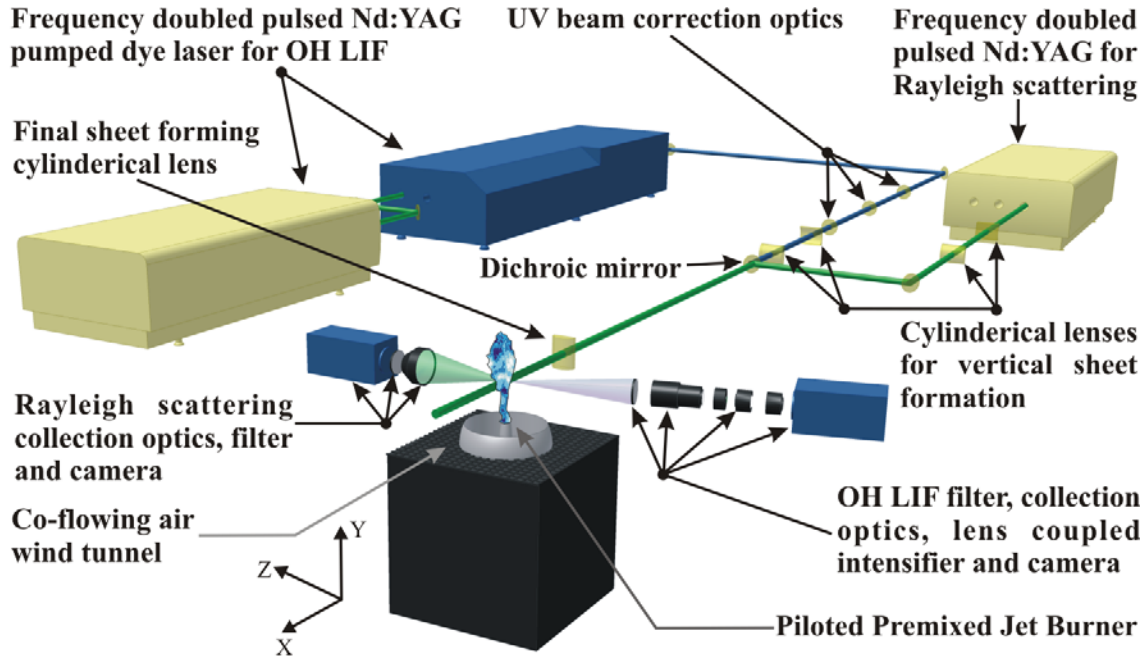 Frequency doubled pulsed Nd:YAG
pumped dye laser for OH LIF
UV beam correction optics
Frequency doubled
pulsed Nd:YAG for
Rayleigh scattering
Final sheet forming
cylinderical lens
Dichroic mirror
Cylinderical lenses
for vertical sheet
formation
Rayleigh scattering
collection optics, filter
and camera
OH LIF filter, collection
optics, lens coupled
intensifier and camera
Co-flowing air
wind tunnel
Y
Z
X
Piloted Premixed Jet Burner